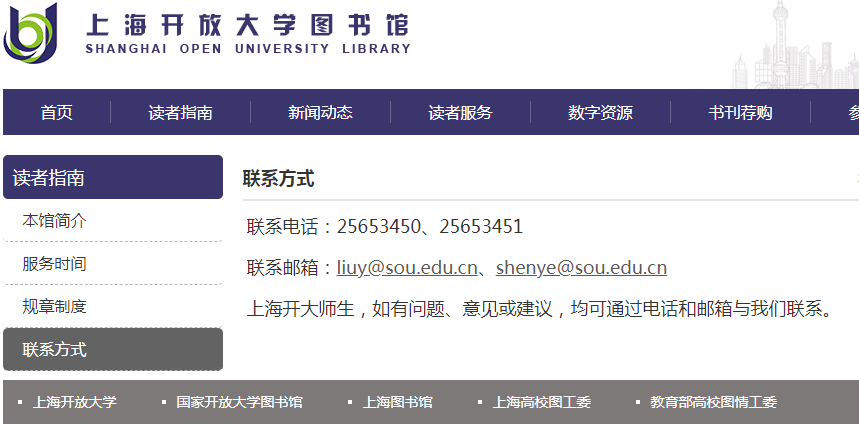 上海开放大学图书馆
SHANGHAI OPEN UNIVERSITY LIBRARY
首页 读者指南 新闻动态 读者服务 数字资源 书刊荐购
读者指南
本馆简介
服务时间
规章制度
联系方式
联系方式
联系电话：25653450、25653451
联系邮箱：liuy@sou.edu.cn、shenye@sou.edu.cn
上海开大师生，如有问题、意见或建议，均可通过电话和邮箱与我们联系。
上海开放大学 国家开放大学图书馆 上海图书馆 上海高校图工委 教育部高校图情工委